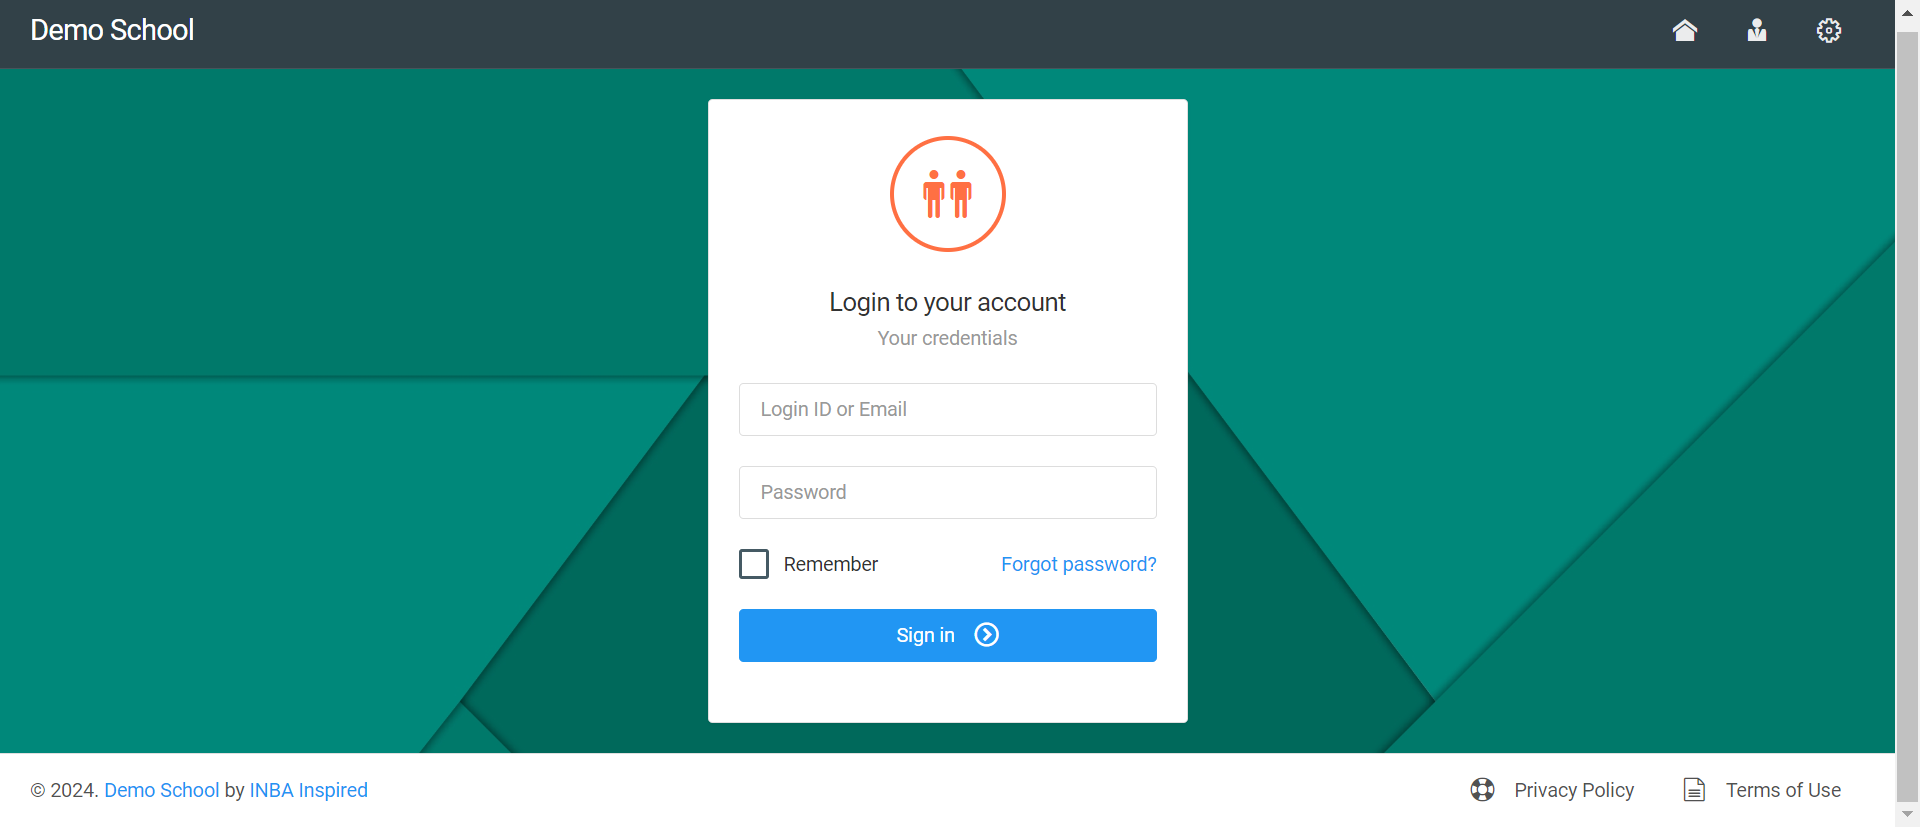 Demo School
Login to your account
Your credentials
Login ID or Email
Password
Remember Forgot password?
Sign in
© 2024. Demo School by INBA Inspired Privacy Policy Terms of Use